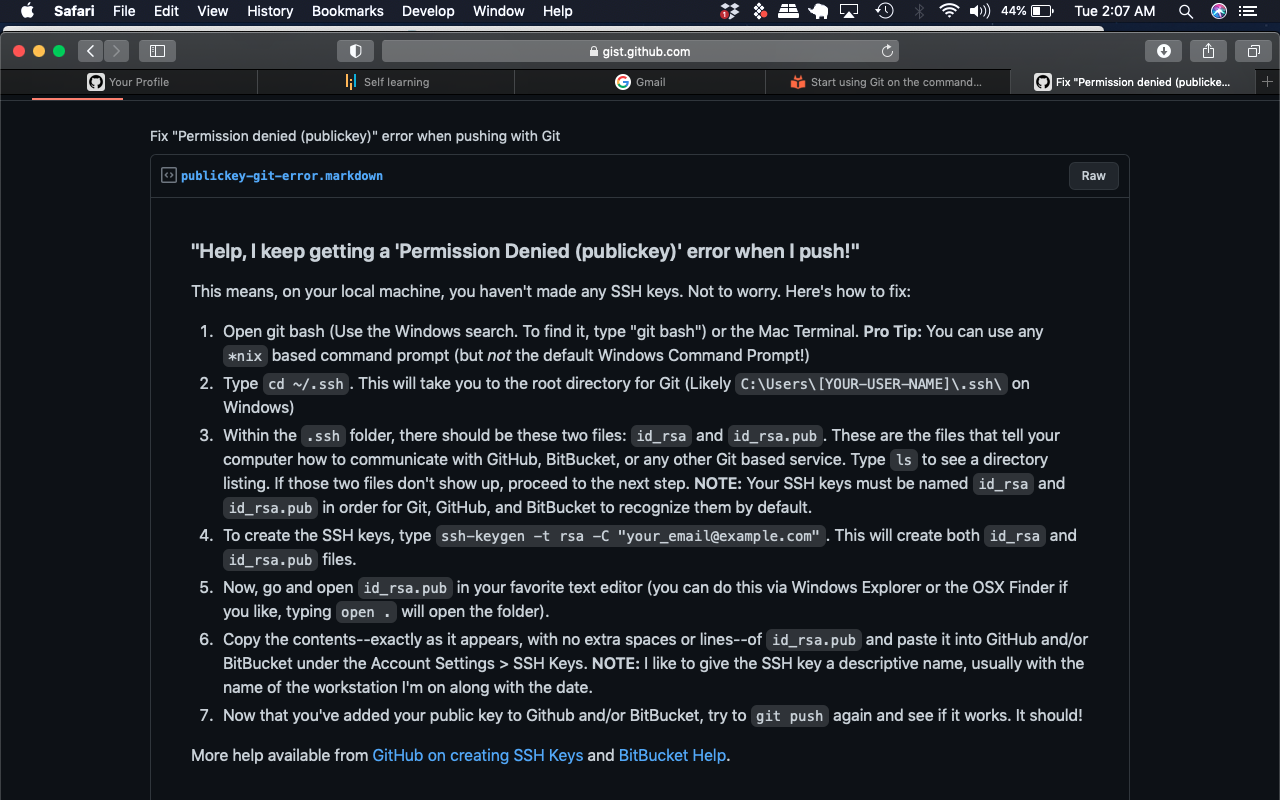 Safari File Edit View History Bookmarks Develop Window Help 1 44% Tue 2:07 AM
gist.github.com
Your Profile Self learning Gmail Start using Git on the command... Fix "Permission denied (publicke...
Fix "Permission denied (publickey)" error when pushing with Git
publickey-git-error.markdown Raw
"Help, I keep getting a 'Permission Denied (publickey)' error when I push!"
This means, on your local machine, you haven't made any SSH keys. Not to worry. Here's how to fix:
1. Open git bash (Use the Windows search. To find it, type "git bash") or the Mac Terminal. Pro Tip: You can use any
*nix based command prompt (but not the default Windows Command Prompt!)
2. Type cd ~/.ssh. This will take you to the root directory for Git (Likely C:\Users\[YOUR-USER-NAME]\.ssh\ on
Windows)
3. Within the .ssh folder, there should be these two files: id_rsa and id_rsa.pub. These are the files that tell your
computer how to communicate with GitHub, BitBucket, or any other Git based service. Type ls to see a directory
listing. If those two files don't show up, proceed to the next step. NOTE: Your SSH keys must be named id_rsa and
id_rsa.pub in order for Git, GitHub, and BitBucket to recognize them by default.
4. To create the SSH keys, type ssh-keygen -t rsa -C "your_email@example.com". This will create both id_rsa and
id_rsa.pub files.
5. Now, go and open id_rsa.pub in your favorite text editor (you can do this via Windows Explorer or the OSX Finder if
you like, typing open . will open the folder).
6. Copy the contents--exactly as it appears, with no extra spaces or lines--of id_rsa.pub and paste it into GitHub and/or
BitBucket under the Account Settings > SSH Keys. NOTE: I like to give the SSH key a descriptive name, usually with the
name of the workstation I'm on along with the date.
7. Now that you've added your public key to Github and/or BitBucket, try to git push again and see if it works. It should!
More help available from GitHub on creating SSH Keys and BitBucket Help.